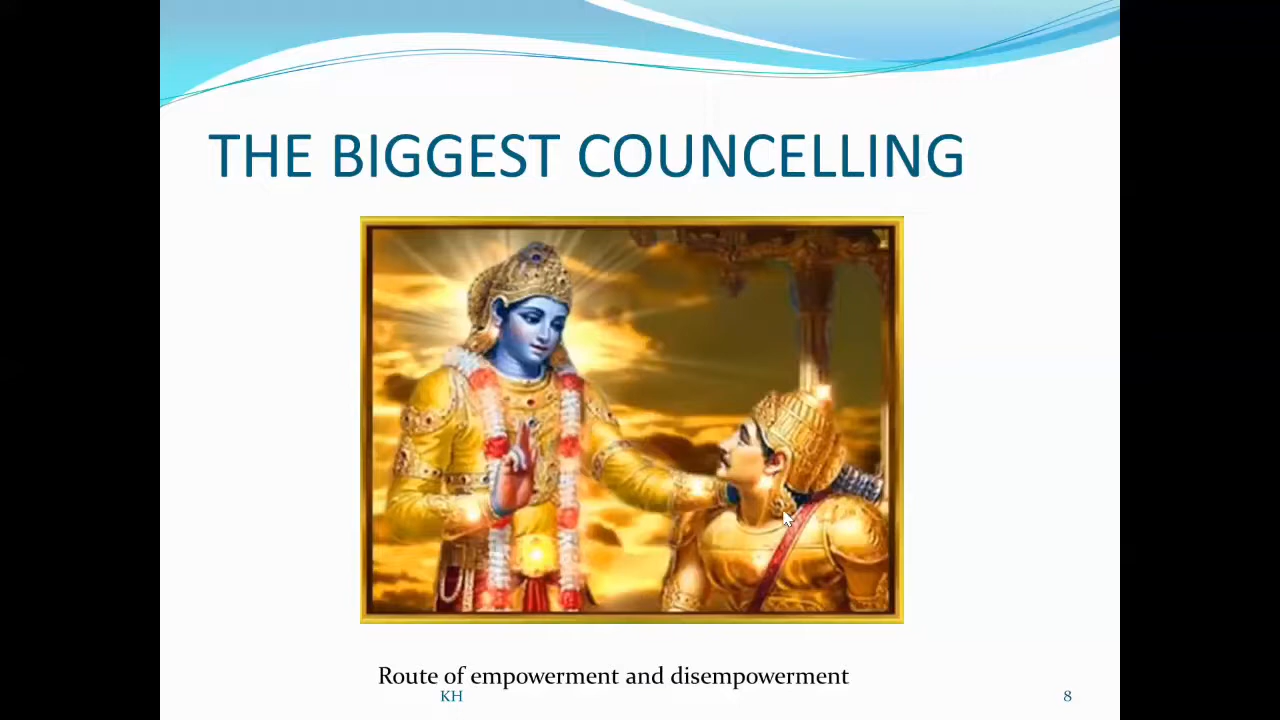 THE BIGGEST COUNCELLING
Route of empowerment and disempowerment
KH
8